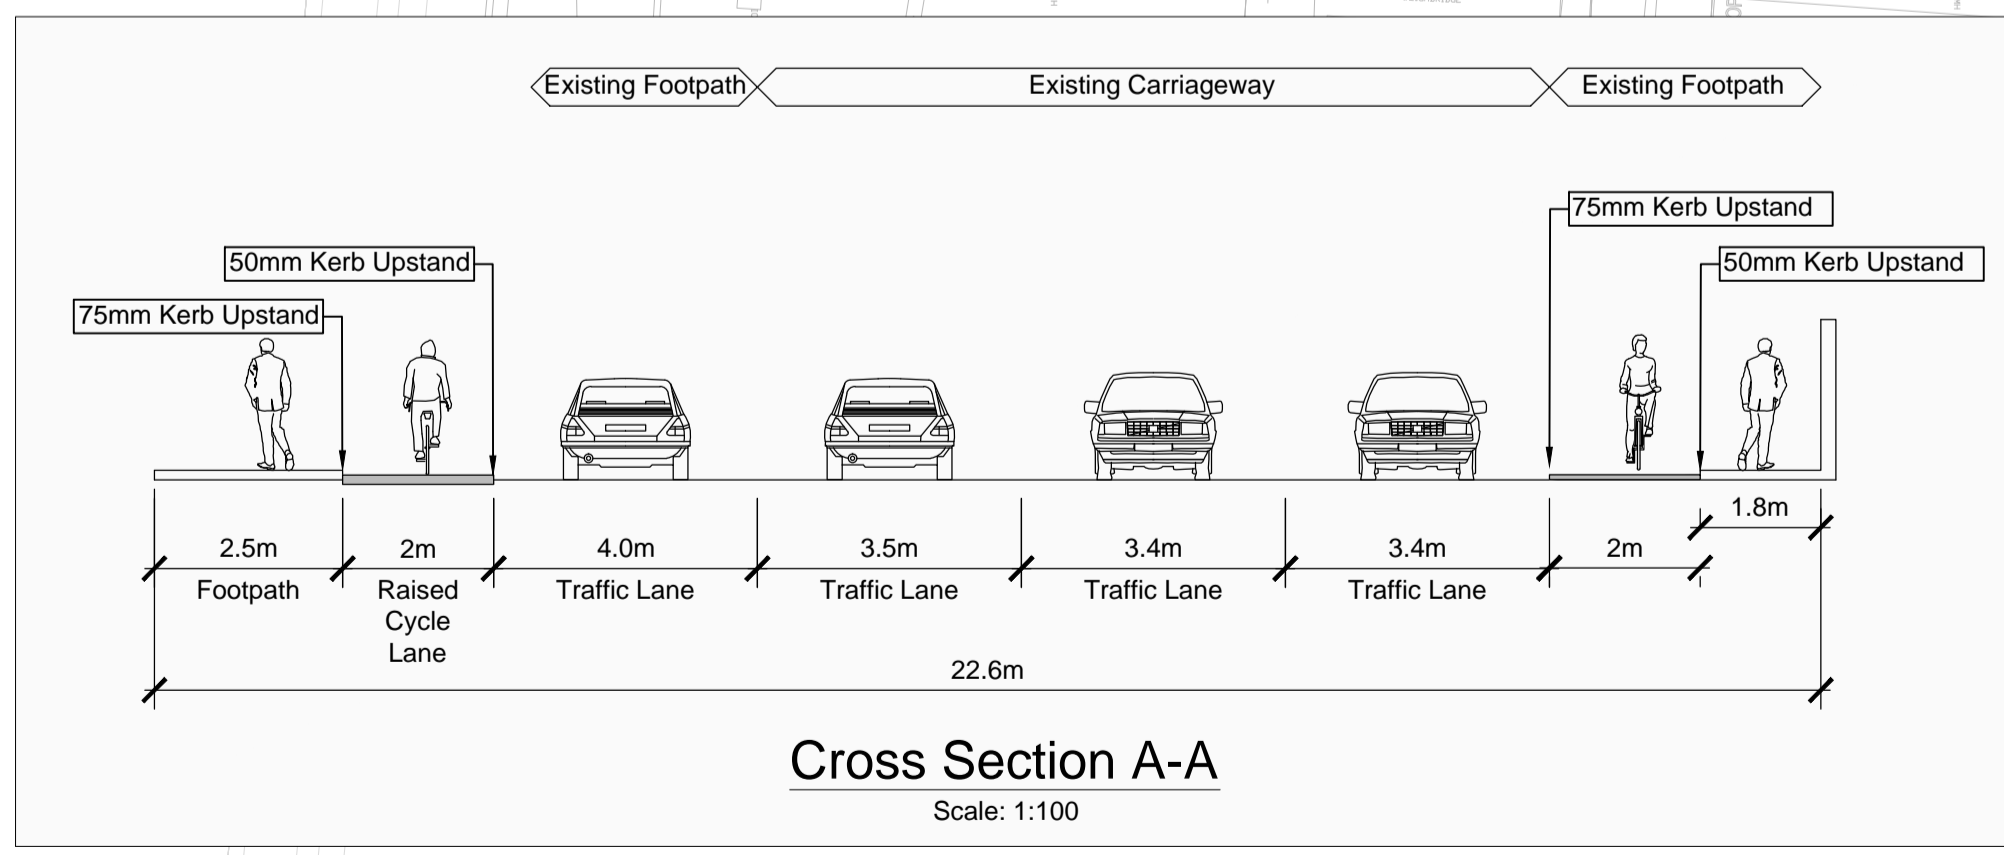 Existing Footpath
Existing Carriageway
Existing Footpath
75mm Kerb Upstand
50mm Kerb Upstand
50mm Kerb Upstand
75mm Kerb Upstand
1.8m
2.5m
2m
4.0m
3.5m
3.4m
3.4m
2m
Footpath
Raised
Cycle
Lane
Traffic Lane
Traffic Lane
Traffic Lane
Traffic Lane
22.6m
Cross Section A-A
Scale: 1:100